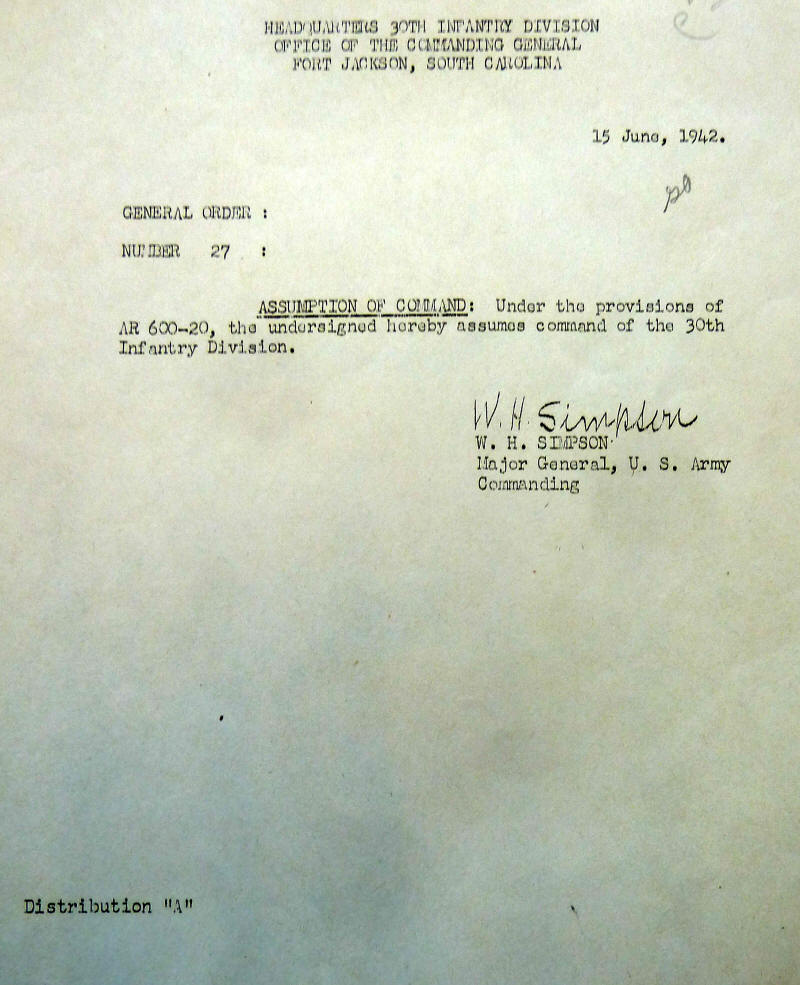 HEADQUARTERS 30TH INFANTRY DIVISION
OFFICE OF THE COMMANDING GENERAL
FORT JACKSON, SOUTH CAROLINA
15 June, 1942.
GENERAL ORDER :
NUMBER 27 :
ASSUMPTION OF COMMAND: Under the provisions of
AR 600-20, the undersigned hereby assumes command of the 30th
Infantry Division.
W. H. Simpson
W. H. SIMPSON
Major General, U. S. Army
Commanding
Distribution "A"